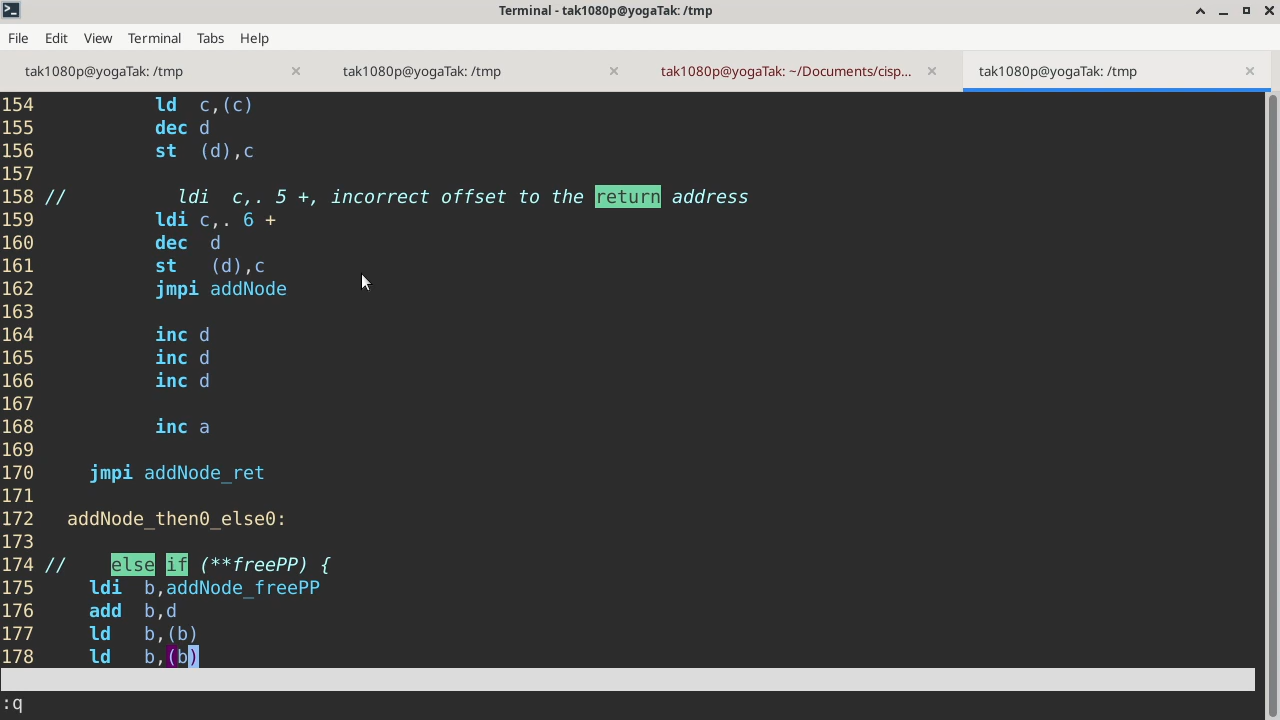 Terminal - tak1080p@yogaTak: /tmp
File Edit View Terminal Tabs Help
tak1080p@yogaTak: /tmp
tak1080p@yogaTak: /tmp
tak1080p@yogaTak: ~/Documents/cisp...
tak1080p@yogaTak: /tmp
154           ld  c,(c)
155           dec d
156           st  (d),c
157
158 //          ldi  c,. 5 +, incorrect offset to the return address
159           ldi c,. 6 +
160           dec  d
161           st   (d),c
162           jmpi addNode
163
164           inc d
165           inc d
166           inc d
167
168           inc a
169
170     jmpi addNode_ret
171
172   addNode_then0_else0:
173
174 //    else if (**freePP) {
175     ldi  b,addNode_freePP
176     add  b,d
177     ld   b,(b)
178     ld   b,(b)
:q